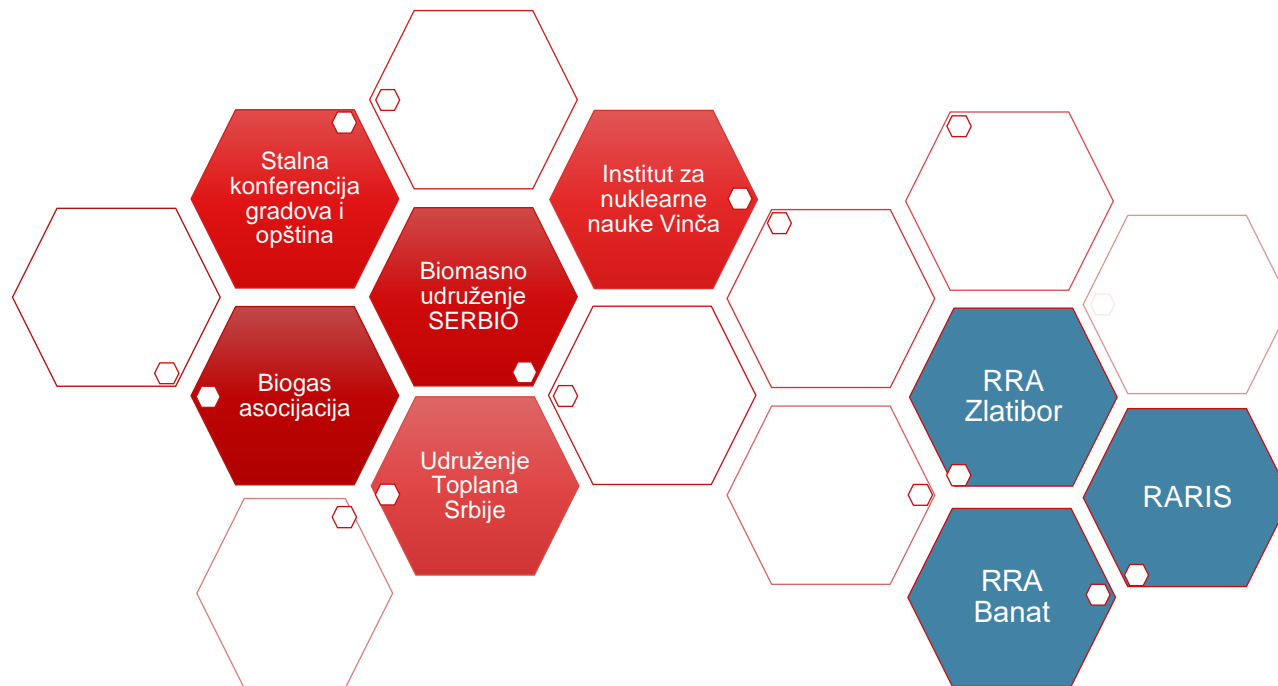 Stalna
konferencija
gradova i
opština
Institut za
nuklearne
nauke Vinča
Biomasno
udruženje
SERBIO
Biogas
asocijacija
Udruženje
Toplana
Srbije
RRA
Zlatibor
RARIS
RRA
Banat